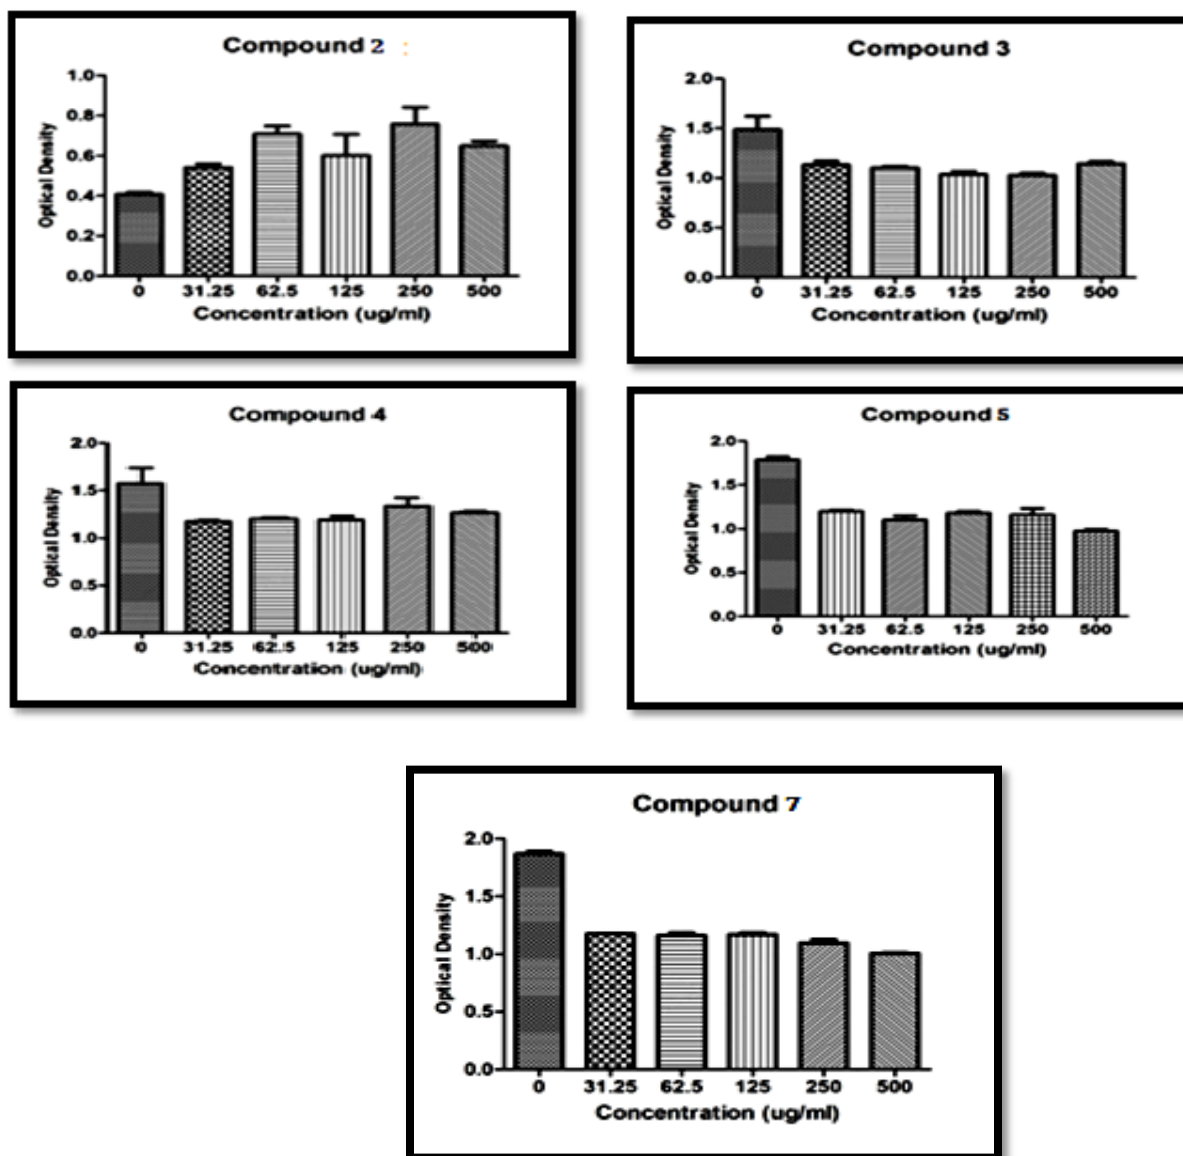 Compound 2 :
1.0
0.8
0.6
0.4
0.2
0.0
Optical Density
0 31.25 62.5 125 250 500
Concentration (ug/ml)
Compound 3
2.0
1.5
1.0
0.5
0.0
Optical Density
0 31.25 62.5 125 250 500
Concentration (ug/ml)
Compound 4
2.0
1.5
1.0
0.5
0.0
Optical Density
0 31.25 62.5 125 250 500
Concentration (ug/ml)
Compound 5
2.0
1.5
1.0
0.5
0.0
Optical Density
0 31.25 62.5 125 250 500
Concentration (ug/ml)
Compound 7
2.0
1.5
1.0
0.5
0.0
Optical Density
0 31.25 62.5 125 250 500
Concentration (ug/ml)